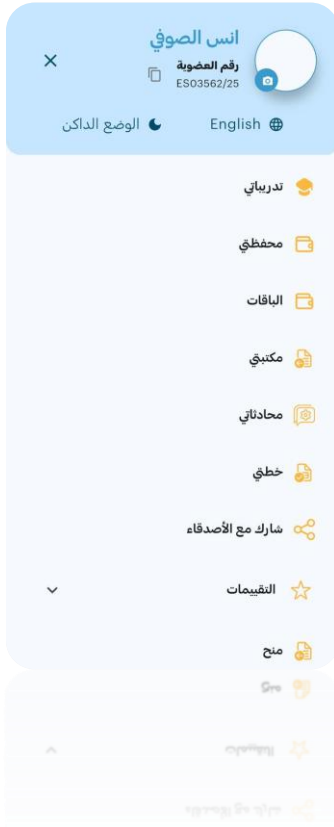 انس الصوفي
رقم العضوية
ES03562/25
English
الوضع الداكن
تدريباتي
محفظتي
الباقات
مكتبتي
محادثاتي
خطتي
شارك مع الأصدقاء
التقييمات
منح